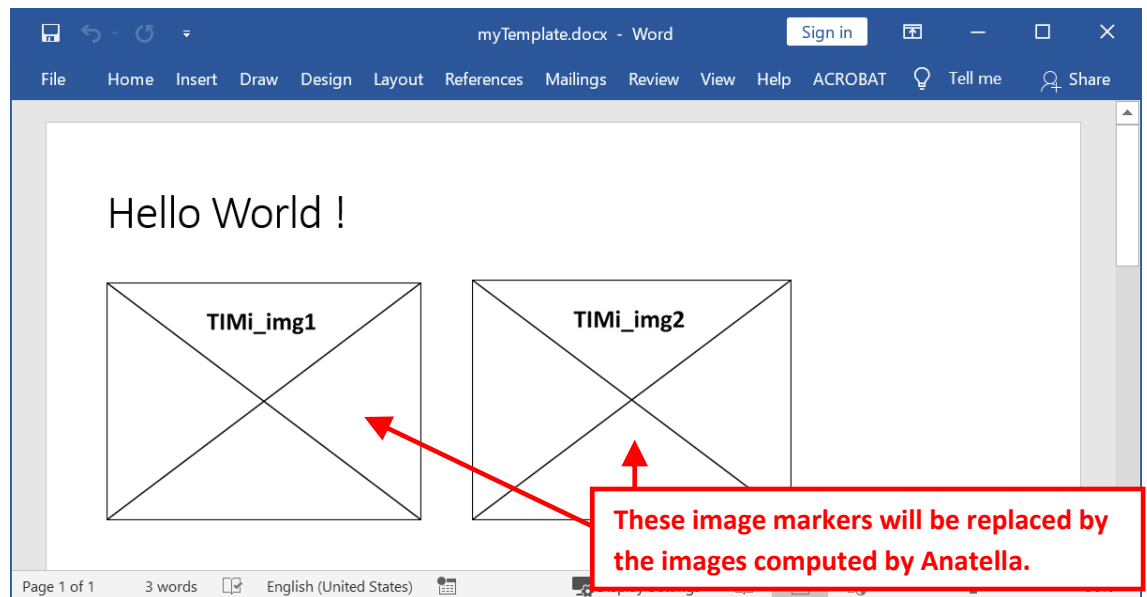 myTemplate.docx - Word
Sign in
File Home Insert Draw Design Layout References Mailings Review View Help ACROBAT Tell me Share
Hello World !
TIMi_img1 TIMi_img2
These image markers will be replaced by
the images computed by Anatella.
Page 1 of 1 3 words English (United States)